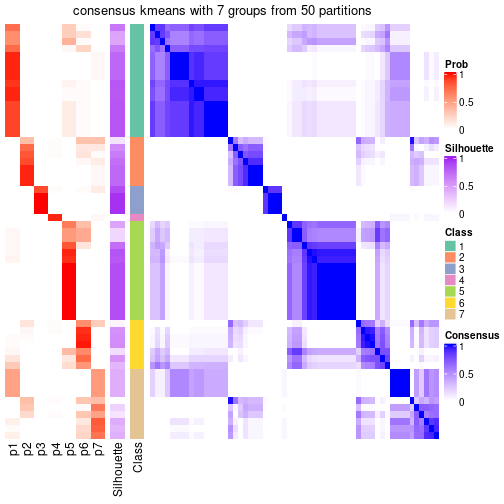 consensus kmeans with 7 groups from 50 partitions
Prob
1
0.5
0
Silhouette
1
0.5
0
Class
1
2
3
4
5
6
7
Consensus
1
0.5
0
p1
p2
p3
p4
p5
p6
p7
Silhouette
Class